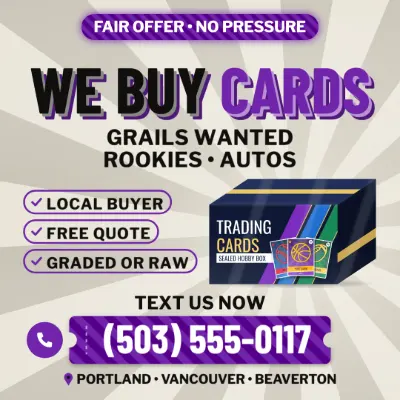 FAIR OFFER • NO PRESSURE
WE BUY CARDS
GRAILS WANTED
ROOKIES • AUTOS
LOCAL BUYER
FREE QUOTE
GRADED OR RAW
TRADING
CARDS
SEALED HOBBY BOX
TEXT US NOW
(503) 555-0117
PORTLAND • VANCOUVER • BEAVERTON